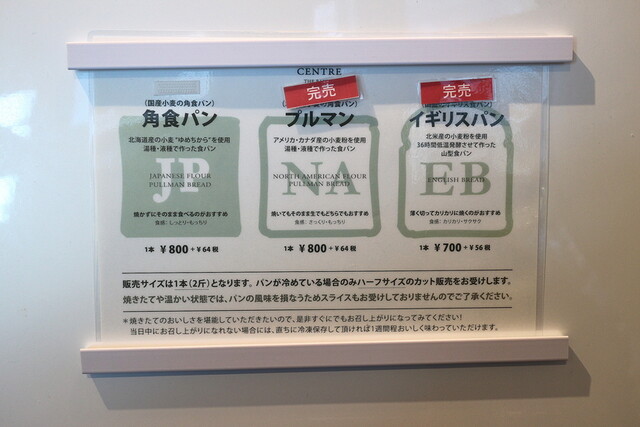 CENTRE
完売
完売
(国産小麦の角食パン)
角食パン
北海道産の小麦"ゆめちから"を使用
湯種・液種で作った食パン
JP
JAPANESE FLOUR
PULLMAN BREAD
焼かずにそのまま食べるのがおすすめ
食感：しっとり・もっちり
1本 ￥800＋￥64 税
プルマン
アメリカ・カナダ産の小麦粉を使用
湯種・液種で作った食パン
NA
NORTH AMERICAN FLOUR
PULLMAN BREAD
焼いてもそのまま生でもどちらでもおすすめ
食感：さっくり・もっちり
1本 ￥800＋￥64 税
イギリスパン
北米産の小麦粉を使用
36時間低温発酵させて作った
山型食パン
EB
ENGLISH BREAD
薄く切ってカリカリに焼くのがおすすめ
食感：カリカリ・サクサク
1本 ￥700＋￥56 税
販売サイズは1本(2斤)となります。パンが冷めている場合のみハーフサイズのカット販売をお受けします。
焼きたてや温かい状態では、パンの風味を損なうためスライスもお受けしておりませんのでご了承ください。
＊焼きたてのおいしさを堪能していただきたいので、是非すぐにでもお召し上がりになってみてください！
当日中にお召し上がりになれない場合には、直ちに冷凍保存して頂ければ1週間程おいしく味わっていただけます。